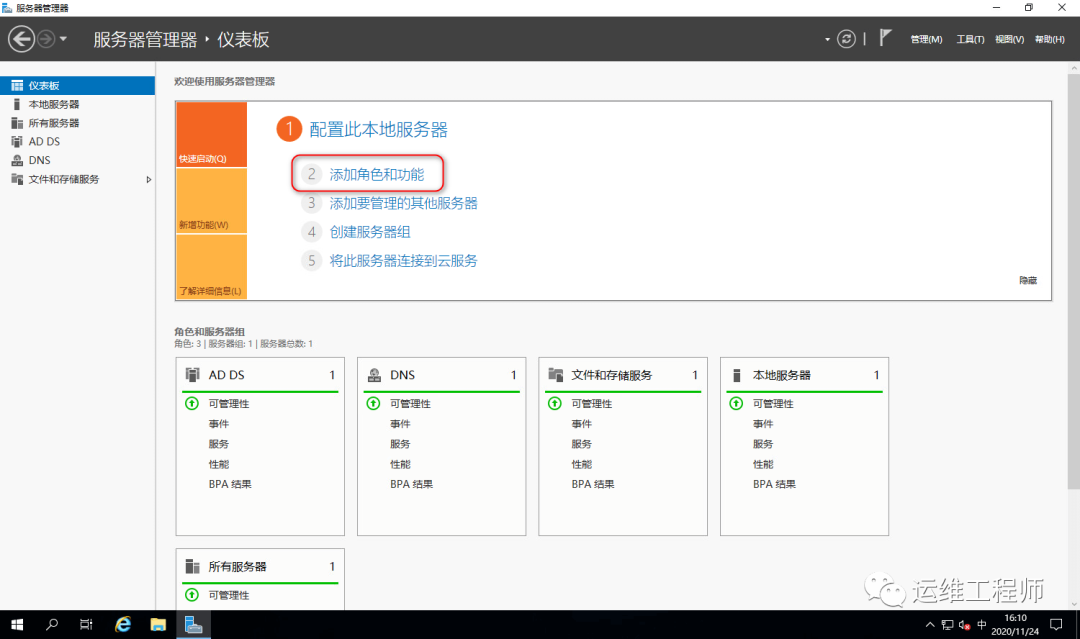 服务器管理器
服务器管理器 · 仪表板
管理(M) 工具(T) 视图(V) 帮助(H)
仪表板
本地服务器
所有服务器
AD DS
DNS
文件和存储服务
欢迎使用服务器管理器
快速启动(Q)
新增功能(W)
了解详细信息(L)
1 配置此本地服务器
2 添加角色和功能
3 添加要管理的其他服务器
4 创建服务器组
5 将此服务器连接到云服务
隐藏
角色和服务器组
角色: 3 | 服务器组: 1 | 服务器总数: 1
AD DS 1
可管理性
事件
服务
性能
BPA 结果
DNS 1
可管理性
事件
服务
性能
BPA 结果
文件和存储服务 1
可管理性
事件
服务
性能
BPA 结果
本地服务器 1
可管理性
事件
服务
性能
BPA 结果
所有服务器 1
可管理性
运维工程师
中
16:10
2020/11/24